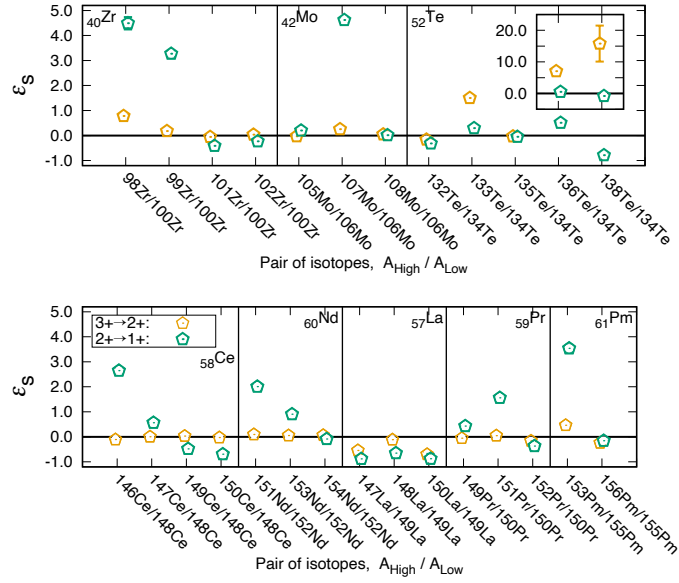 40Zr
42Mo
52Te
εS
5.0
4.0
3.0
2.0
1.0
0.0
-1.0
20.0
10.0
0.0
98Zr/100Zr
99Zr/100Zr
101Zr/100Zr
102Zr/100Zr
105Mo/106Mo
107Mo/106Mo
108Mo/106Mo
132Te/134Te
133Te/134Te
135Te/134Te
136Te/134Te
138Te/134Te
Pair of isotopes, AHigh / ALow
3+→2+:
2+→1+:
58Ce
60Nd
57La
59Pr
61Pm
εS
5.0
4.0
3.0
2.0
1.0
0.0
-1.0
146Ce/148Ce
147Ce/148Ce
149Ce/148Ce
150Ce/148Ce
151Nd/152Nd
153Nd/152Nd
154Nd/152Nd
147La/149La
148La/149La
150La/149La
149Pr/150Pr
151Pr/150Pr
152Pr/150Pr
153Pm/155Pm
156Pm/155Pm
Pair of isotopes, AHigh / ALow